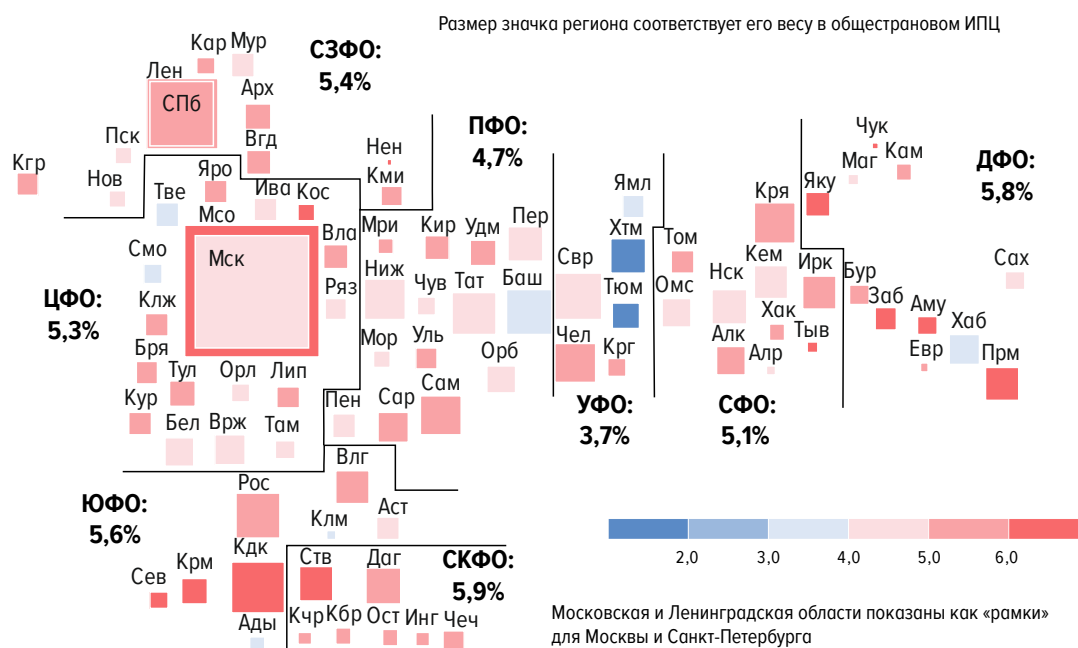 Размер значка региона соответствует его весу в общестрановом ИПЦ
СЗФО:
5,4%
Кар
Мур
Лен
СПб
Арх
Вгд
Пск
Нов
Кгр
Нен
Кми
ПФО:
4,7%
ЦФО:
5,3%
Тве
Яро
Ива
Кос
Мсо
Мск
Смо
Вла
Ряз
Клж
Бря
Тул
Орл
Лип
Кур
Бел
Врж
Там
Мри
Кир
Удм
Пер
Ниж
Чув
Тат
Баш
Мор
Уль
Орб
Пен
Сар
Сам
Ямл
Хтм
Свр
Тюм
Чел
Крг
УФО:
3,7%
Том
Омс
Нск
Кря
Кем
Ирк
Хак
Алк
Алр
Тыв
СФО:
5,1%
Чук
Маг
Кам
ДФО:
5,8%
Яку
Бур
Заб
Аму
Евр
Хаб
Прм
Сах
ЮФО:
5,6%
Рос
Влг
Клм
Аст
Кдк
Крм
Сев
Ады
СКФО:
5,9%
Ств
Даг
Кчр
Кбр
Ост
Инг
Чеч
2,0 3,0 4,0 5,0 6,0
Московская и Ленинградская области показаны как «рамки»
для Москвы и Санкт-Петербурга